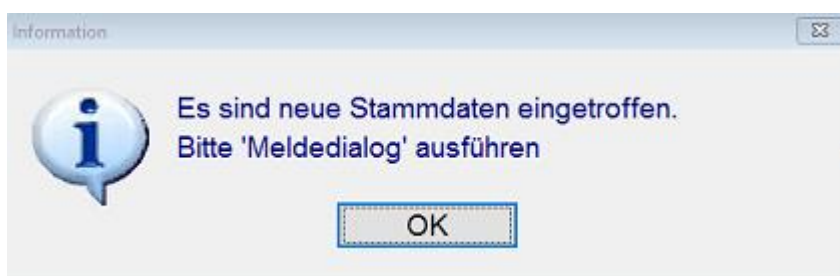 Information
Es sind neue Stammdaten eingetroffen.
Bitte 'Meldedialog' ausführen
OK